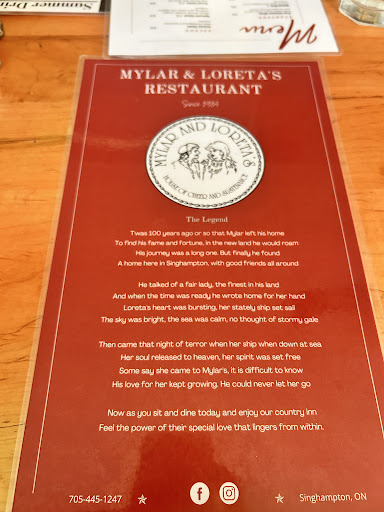 Summer Drin
Menu
MYLAR & LORETA'S
RESTAURANT
Since 1984
MYLAR AND LORETA'S
HOUSE OF CHEER AND SUSTENANCE
The Legend
Twas 100 years ago or so that Mylar left his home
To find his fame and fortune, in the new land he would roam
His journey was a long one. But finally he found
A home here in Singhampton, with good friends all around
He talked of a fair lady, the finest in his land
And when the time was ready he wrote home for her hand
Loreta's heart was bursting, her stately ship set sail
The sky was bright, the sea was calm, no thought of stormy gale
Then came that night of terror when her ship when down at sea
Her soul released to heaven, her spirit was set free
Some say she came to Mylar's, it is difficult to know
His love for her kept growing. He could never let her go
Now as you sit and dine today and enjoy our country inn
Feel the power of their special love that lingers from within.
705-445-1247
Singhampton, ON